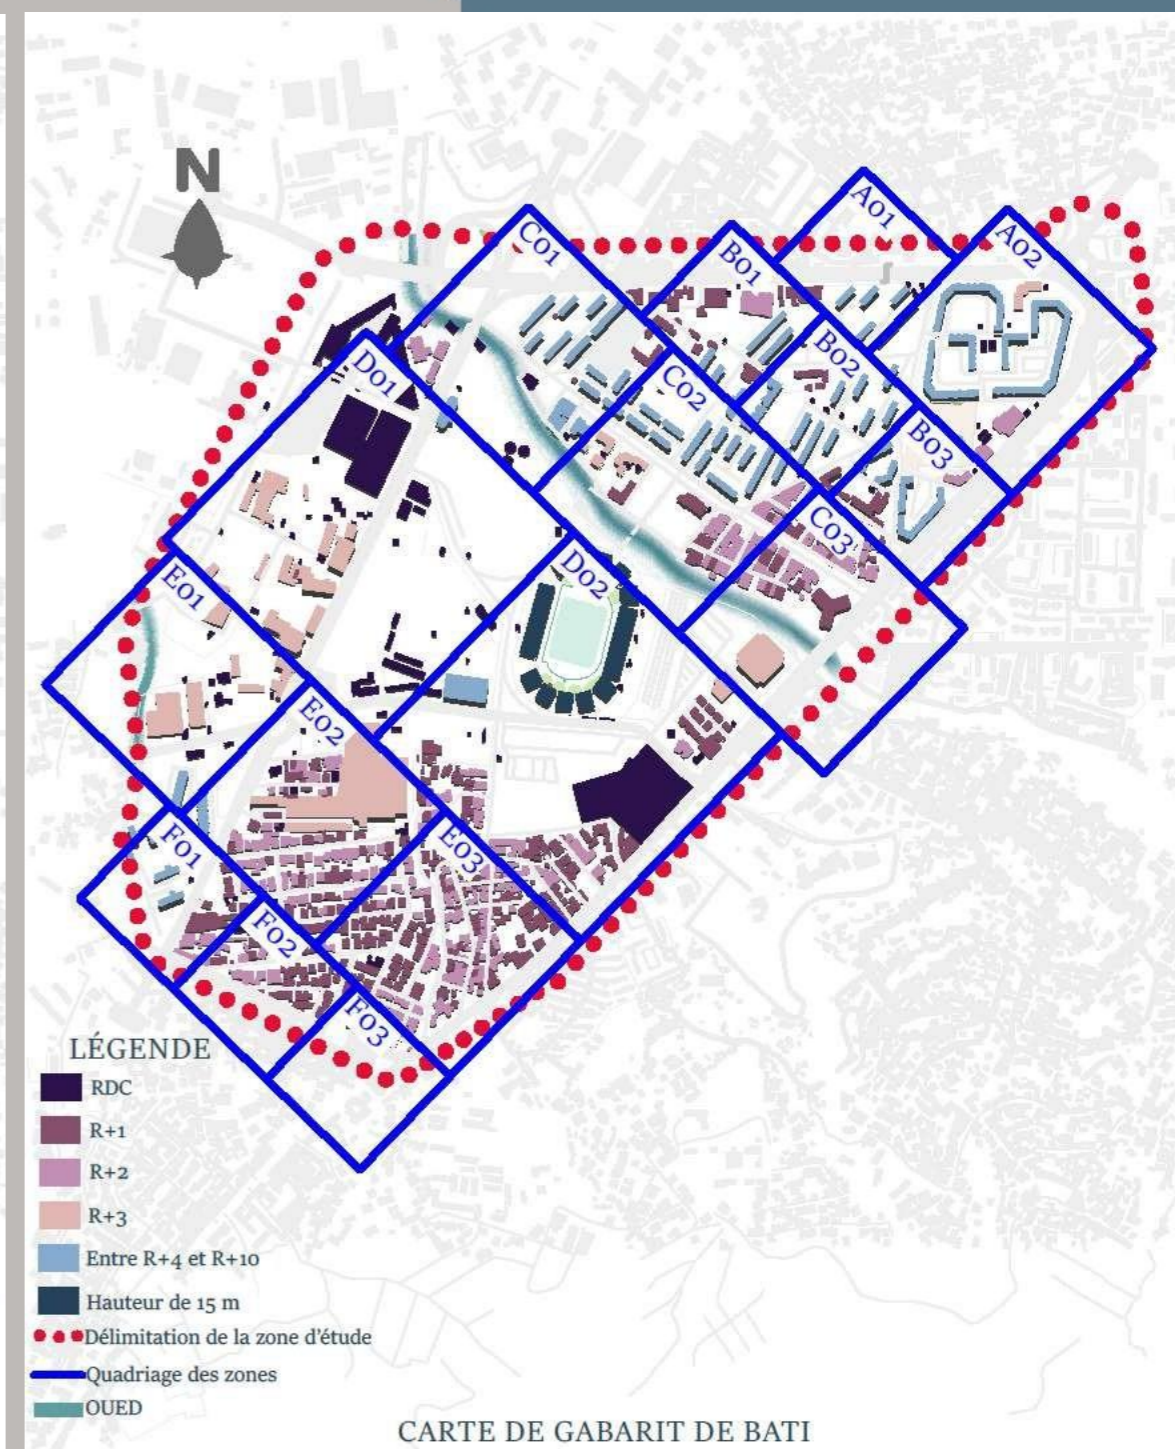 N
A01
A02
B01
C01
B02
D01
C02
B03
C03
D02
E01
E02
E03
F01
F02
F03
LÉGENDE
RDC
R+1
R+2
R+3
Entre R+4 et R+10
Hauteur de 15 m
Délimitation de la zone d'étude
Quadriage des zones
OUED
CARTE DE GABARIT DE BATI